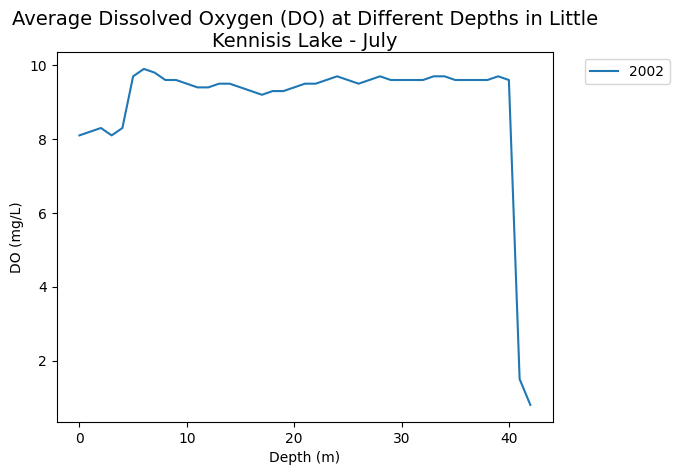 Average Dissolved Oxygen (DO) at Different Depths in Little
Kennisis Lake - July
2002
10
8
6
4
2
DO (mg/L)
0 10 20 30 40
Depth (m)